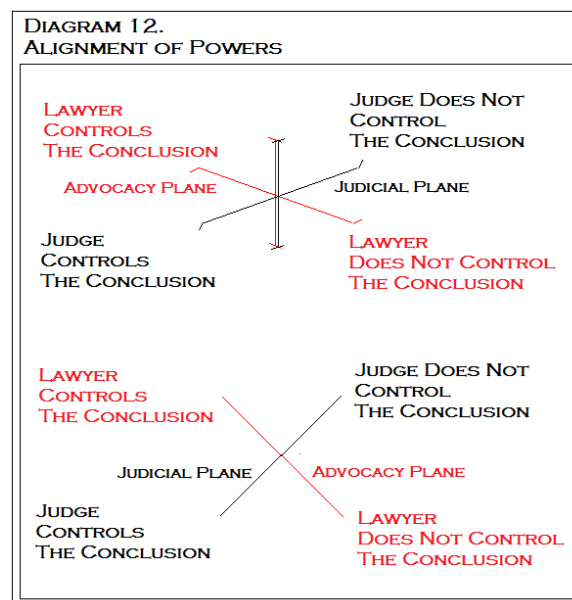 Diagram 12.
Alignment of Powers
Lawyer
Controls
The Conclusion
Judge Does Not
Control
The Conclusion
Advocacy Plane
Judicial Plane
Judge
Controls
The Conclusion
Lawyer
Does Not Control
The Conclusion
Lawyer
Controls
The Conclusion
Judge Does Not
Control
The Conclusion
Judicial Plane
Advocacy Plane
Judge
Controls
The Conclusion
Lawyer
Does Not Control
The Conclusion